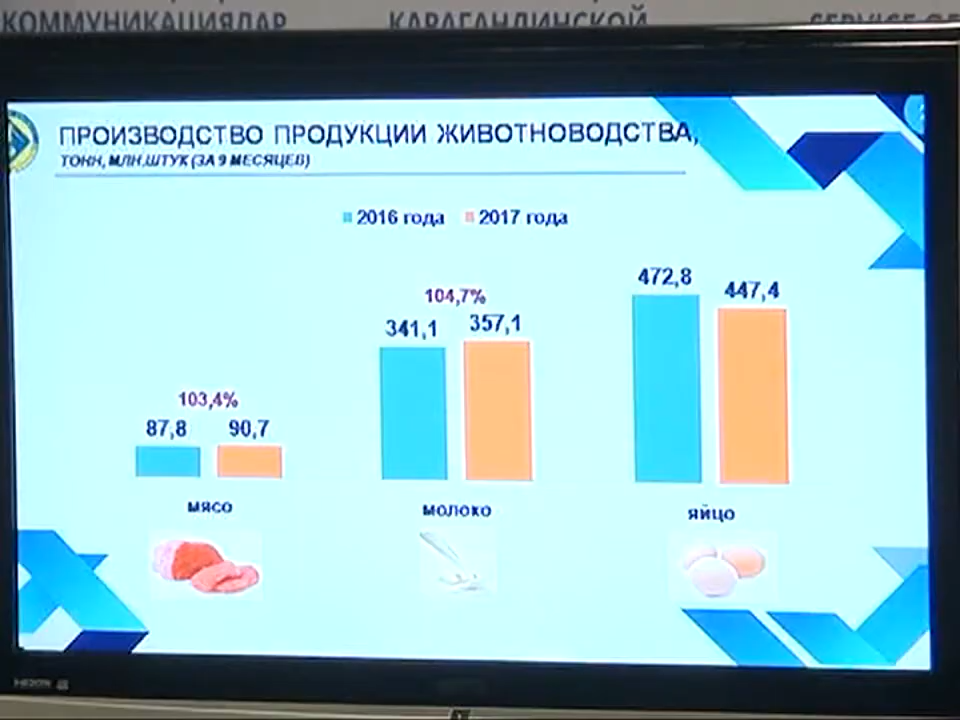 КОММУНИКАЦИЯЛАР КАРАГАНДИНСКОЙ SERVICE
ПРОИЗВОДСТВО ПРОДУКЦИИ ЖИВОТНОВОДСТВА,
ТОНН, МЛН.ШТУК (ЗА 9 МЕСЯЦЕВ)
2016 года 2017 года
472,8
447,4
104,7%
341,1 357,1
103,4%
87,8 90,7
мясо молоко яйцо